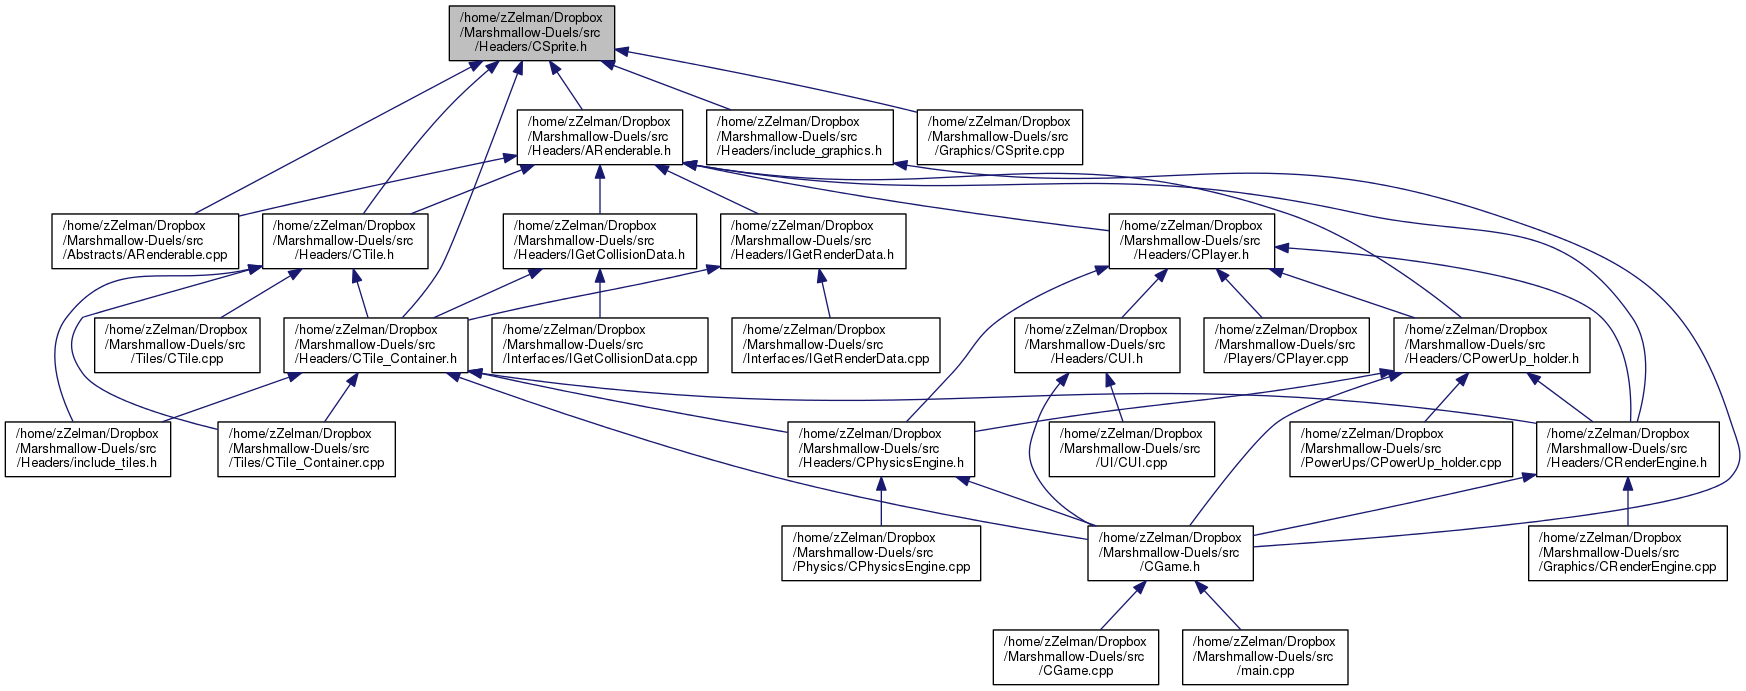 /home/zZelman/Dropbox
/Marshmallow-Duels/src
/Headers/CSprite.h
/home/zZelman/Dropbox
/Marshmallow-Duels/src
/Headers/ARenderable.h
/home/zZelman/Dropbox
/Marshmallow-Duels/src
/Headers/include_graphics.h
/home/zZelman/Dropbox
/Marshmallow-Duels/src
/Graphics/CSprite.cpp
/home/zZelman/Dropbox
/Marshmallow-Duels/src
/Abstracts/ARenderable.cpp
/home/zZelman/Dropbox
/Marshmallow-Duels/src
/Headers/CTile.h
/home/zZelman/Dropbox
/Marshmallow-Duels/src
/Headers/IGetCollisionData.h
/home/zZelman/Dropbox
/Marshmallow-Duels/src
/Headers/IGetRenderData.h
/home/zZelman/Dropbox
/Marshmallow-Duels/src
/Headers/CPlayer.h
/home/zZelman/Dropbox
/Marshmallow-Duels/src
/Tiles/CTile.cpp
/home/zZelman/Dropbox
/Marshmallow-Duels/src
/Headers/CTile_Container.h
/home/zZelman/Dropbox
/Marshmallow-Duels/src
/Interfaces/IGetCollisionData.cpp
/home/zZelman/Dropbox
/Marshmallow-Duels/src
/Interfaces/IGetRenderData.cpp
/home/zZelman/Dropbox
/Marshmallow-Duels/src
/Headers/CUI.h
/home/zZelman/Dropbox
/Marshmallow-Duels/src
/Players/CPlayer.cpp
/home/zZelman/Dropbox
/Marshmallow-Duels/src
/Headers/CPowerUp_holder.h
/home/zZelman/Dropbox
/Marshmallow-Duels/src
/Headers/include_tiles.h
/home/zZelman/Dropbox
/Marshmallow-Duels/src
/Tiles/CTile_Container.cpp
/home/zZelman/Dropbox
/Marshmallow-Duels/src
/Headers/CPhysicsEngine.h
/home/zZelman/Dropbox
/Marshmallow-Duels/src
/UI/CUI.cpp
/home/zZelman/Dropbox
/Marshmallow-Duels/src
/PowerUps/CPowerUp_holder.cpp
/home/zZelman/Dropbox
/Marshmallow-Duels/src
/Headers/CRenderEngine.h
/home/zZelman/Dropbox
/Marshmallow-Duels/src
/Physics/CPhysicsEngine.cpp
/home/zZelman/Dropbox
/Marshmallow-Duels/src
/CGame.h
/home/zZelman/Dropbox
/Marshmallow-Duels/src
/Graphics/CRenderEngine.cpp
/home/zZelman/Dropbox
/Marshmallow-Duels/src
/CGame.cpp
/home/zZelman/Dropbox
/Marshmallow-Duels/src
/main.cpp